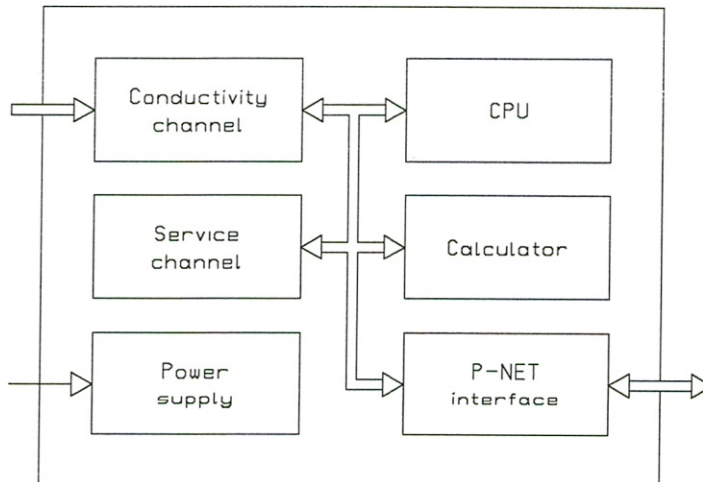 Conductivity
channel
CPU
Service
channel
Calculator
Power
supply
P-NET
interface